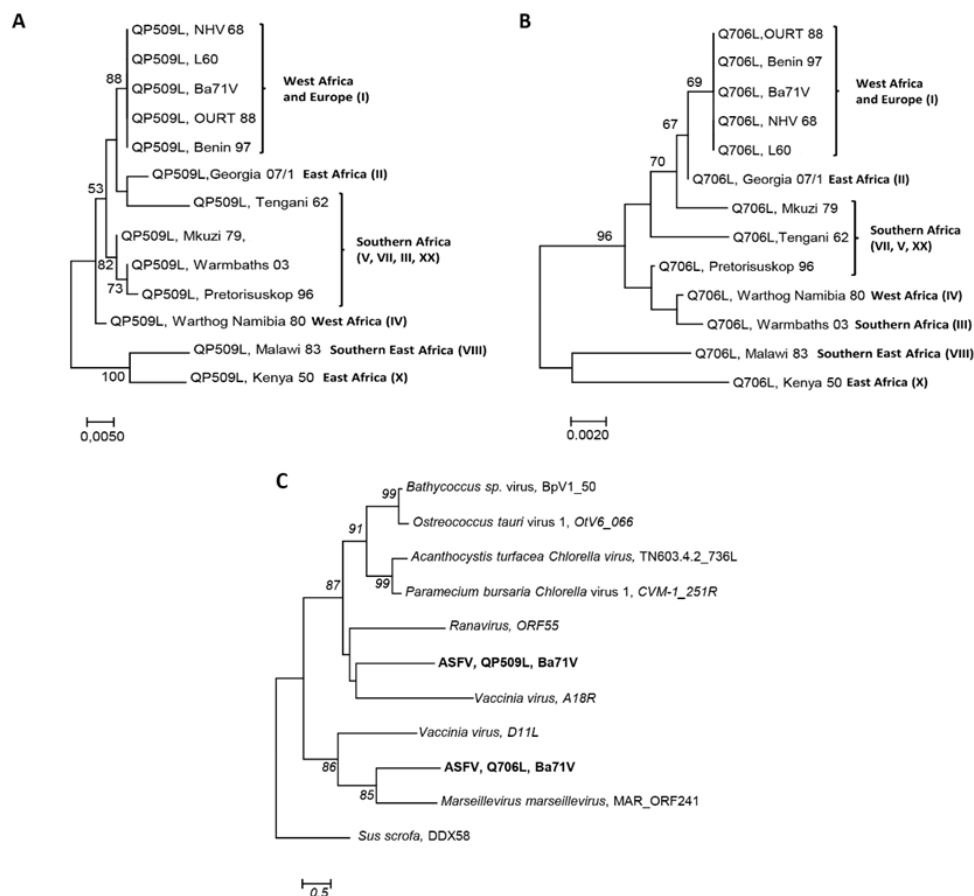 A
QP509L, NHV 68
QP509L, L60
QP509L, Ba71V
QP509L, OURT 88
QP509L, Benin 97
88
West Africa
and Europe (I)
QP509L,Georgia 07/1 East Africa (II)
53
QP509L, Tengani 62
QP509L, Mkuzi 79,
QP509L, Warmbaths 03
82
73
QP509L, Pretorisuskop 96
Southern Africa
(V, VII, III, XX)
QP509L, Warthog Namibia 80 West Africa (IV)
QP509L, Malawi 83 Southern East Africa (VIII)
100
QP509L, Kenya 50 East Africa (X)
0,0050
B
Q706L,OURT 88
Q706L, Benin 97
Q706L, Ba71V
Q706L, NHV 68
Q706L, L60
69
West Africa
and Europe (I)
67
Q706L, Georgia 07/1 East Africa (II)
70
Q706L, Mkuzi 79
Q706L,Tengani 62
96
Q706L, Pretorisuskop 96
Southern Africa
(VII, V, XX)
Q706L, Warthog Namibia 80 West Africa (IV)
Q706L, Warmbaths 03 Southern Africa (III)
Q706L, Malawi 83 Southern East Africa (VIII)
Q706L, Kenya 50 East Africa (X)
0.0020
C
99
Bathycoccus sp. virus, BpV1_50
Ostreococcus tauri virus 1, OtV6_066
91
Acanthocystis turfacea Chlorella virus, TN603.4.2_736L
99
Paramecium bursaria Chlorella virus 1, CVM-1_251R
87
Ranavirus, ORF55
ASFV, QP509L, Ba71V
Vaccinia virus, A18R
Vaccinia virus, D11L
86
ASFV, Q706L, Ba71V
85
Marseillevirus marseillevirus, MAR_ORF241
Sus scrofa, DDX58
0.5